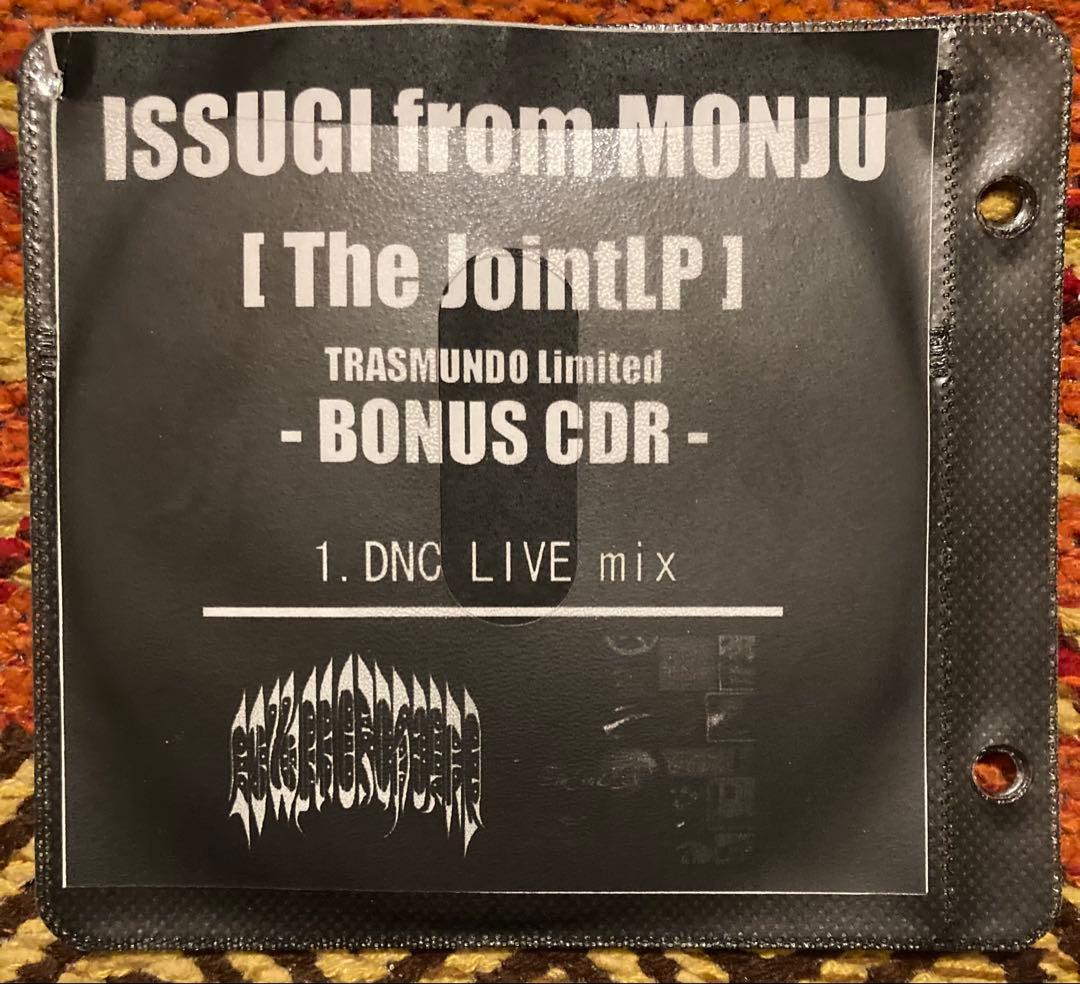 ISSUGI from MONJU
[ The JointLP ]
TRASMUNDO Limited
- BONUS CDR -
1. DNC LIVE mix